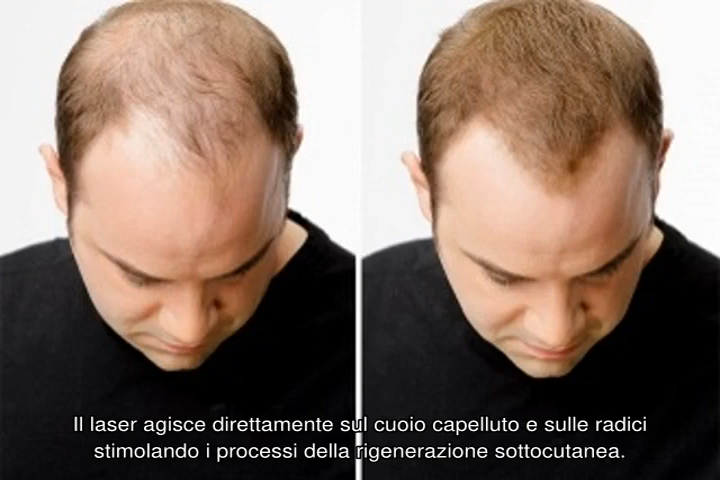 Il laser agisce direttamente sul cuoio capelluto e sulle radici
stimolando i processi della rigenerazione sottocutanea.